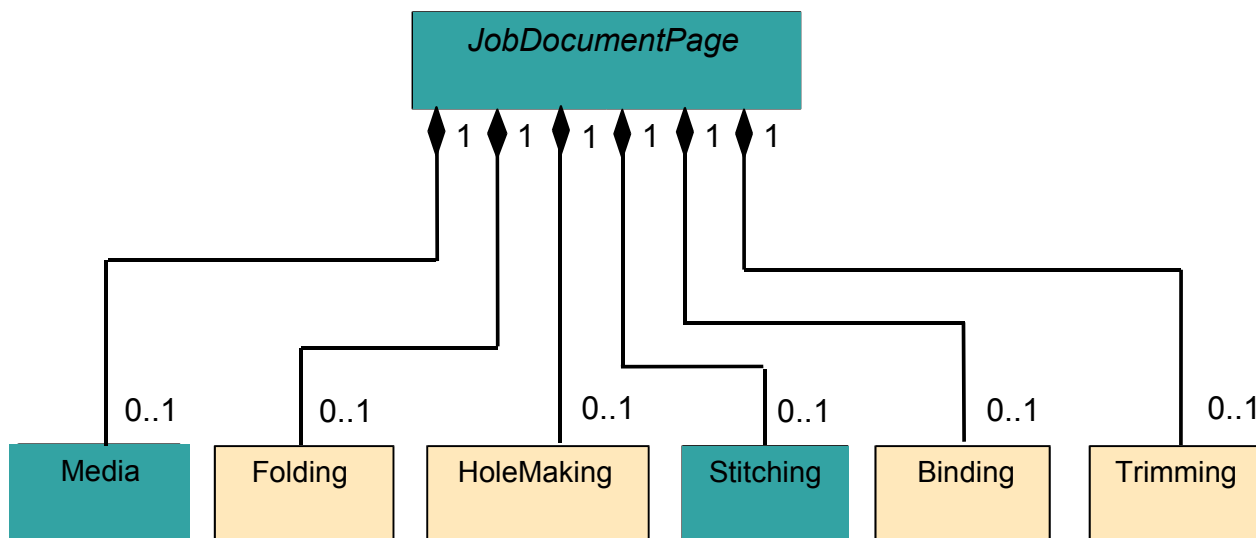 JobDocumentPage
1 1 1 1 1 1
0..1 0..1 0..1 0..1 0..1 0..1
Media Folding HoleMaking Stitching Binding Trimming